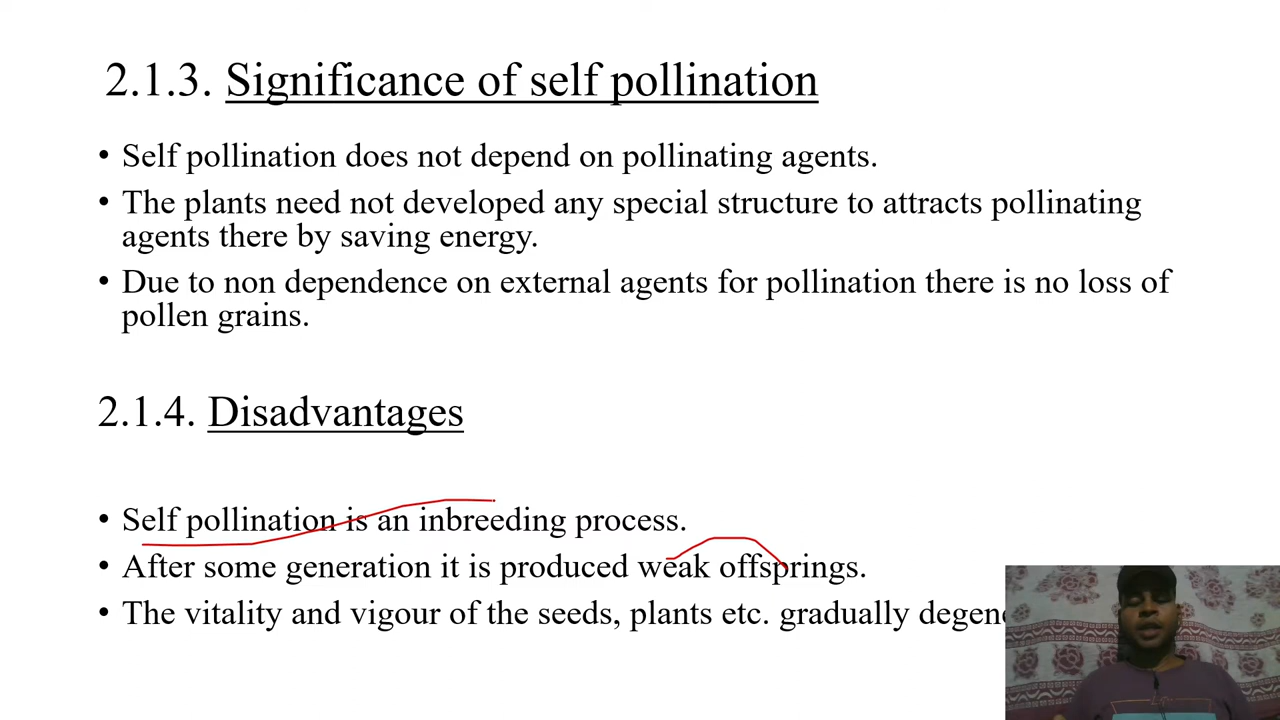 2.1.3. Significance of self pollination
• Self pollination does not depend on pollinating agents.
• The plants need not developed any special structure to attracts pollinating
agents there by saving energy.
• Due to non dependence on external agents for pollination there is no loss of
pollen grains.
2.1.4. Disadvantages
• Self pollination is an inbreeding process.
• After some generation it is produced weak offsprings.
• The vitality and vigour of the seeds, plants etc. gradually